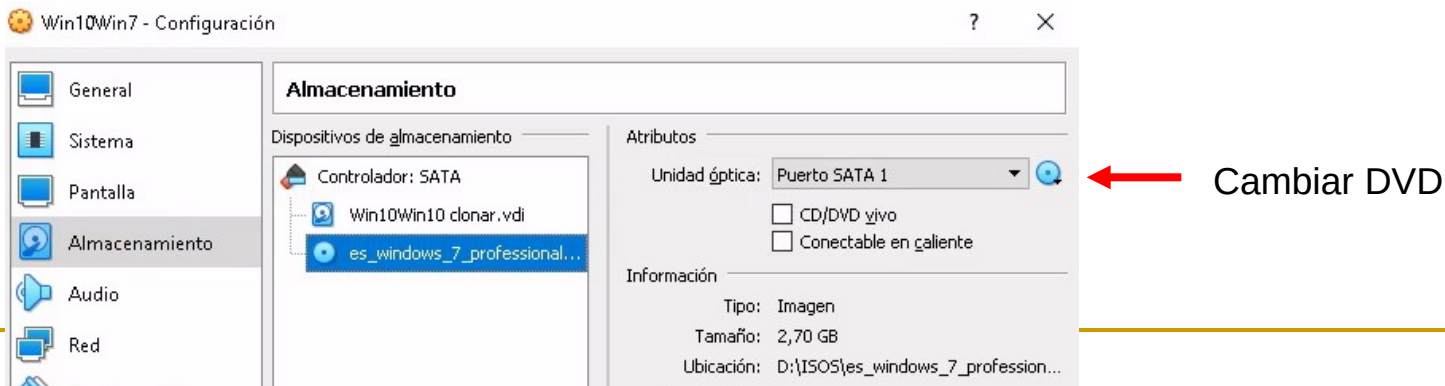 Win10Win7 - Configuración ? ×
General
Sistema
Pantalla
Almacenamiento
Audio
Red
Almacenamiento
Dispositivos de almacenamiento
Controlador: SATA
Win10Win10 clonar.vdi
es_windows_7_professional...
Atributos
Unidad óptica: Puerto SATA 1
CD/DVD vivo
Conectable en caliente
Información
Tipo: Imagen
Tamaño: 2,70 GB
Ubicación: D:\ISOS\es_windows_7_profession...
Cambiar DVD